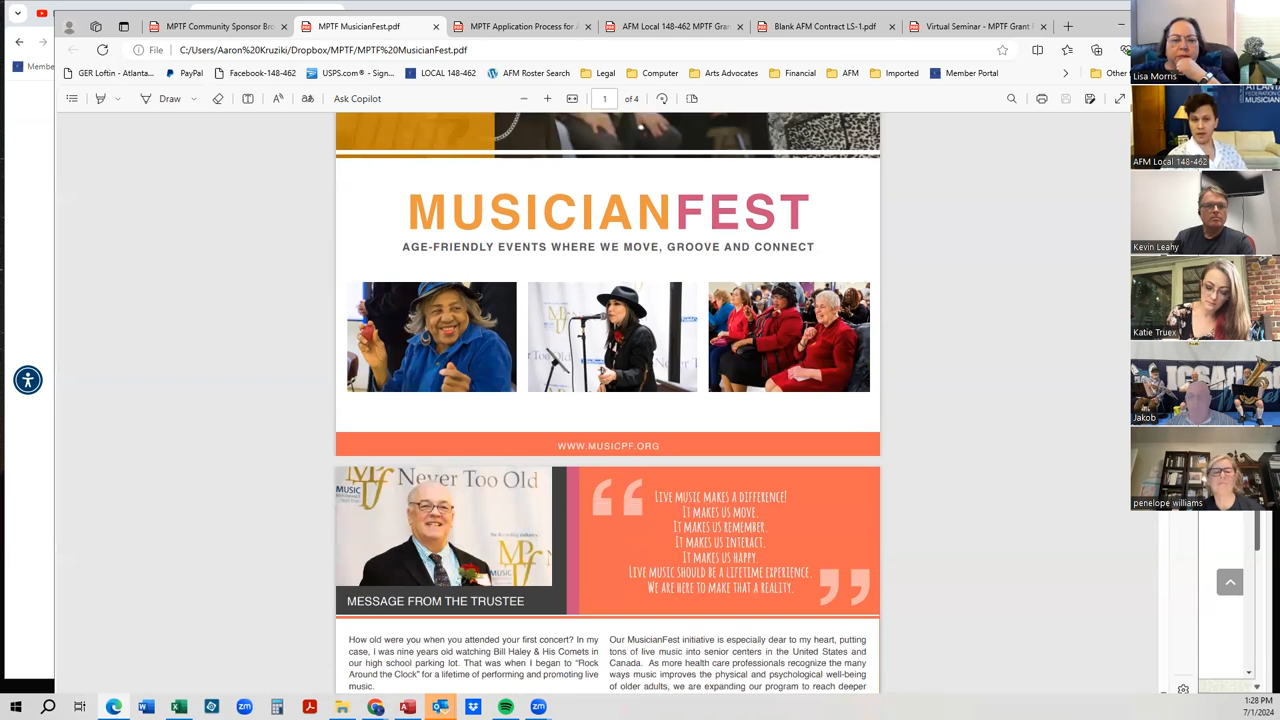 MPTF Community Sponsor Bro
MPTF MusicianFest.pdf
MPTF Application Process for A
AFM Local 148-462 MPTF Gran
Blank AFM Contract LS-1.pdf
Virtual Seminar - MPTF Grant P
File
C:/Users/Aaron%20Kruziki/Dropbox/MPTF/MPTF%20MusicianFest.pdf
Membe
GER Loftin - Atlanta...
PayPal
Facebook-148-462
USPS.com® - Sign...
LOCAL 148-462
AFM Roster Search
Legal
Computer
Arts Advocates
Financial
AFM
Imported
Member Portal
Other
Draw
Ask Copilot
1
of 4
MUSICIANFEST
AGE-FRIENDLY EVENTS WHERE WE MOVE, GROOVE AND CONNECT
WWW.MUSICPF.ORG
Never Too Old
MUSIC
MESSAGE FROM THE TRUSTEE
LIVE MUSIC MAKES A DIFFERENCE!
IT MAKES US MOVE.
IT MAKES US REMEMBER.
IT MAKES US INTERACT.
IT MAKES US HAPPY.
LIVE MUSIC SHOULD BE A LIFETIME EXPERIENCE.
WE ARE HERE TO MAKE THAT A REALITY.
How old were you when you attended your first concert? In my
case, I was nine years old watching Bill Haley & His Comets in
our high school parking lot. That was when I began to "Rock
Around the Clock" for a lifetime of performing and promoting live
music.
Our MusicianFest initiative is especially dear to my heart, putting
tons of live music into senior centers in the United States and
Canada. As more health care professionals recognize the many
ways music improves the physical and psychological well-being
of older adults, we are expanding our program to reach deeper
Lisa Morris
ATLANTA
FEDERATION OF
MUSICIANS
AFM Local 148-462
Kevin Leahy
Katie Truex
Jakob
penelope williams
1:28 PM
7/1/2024